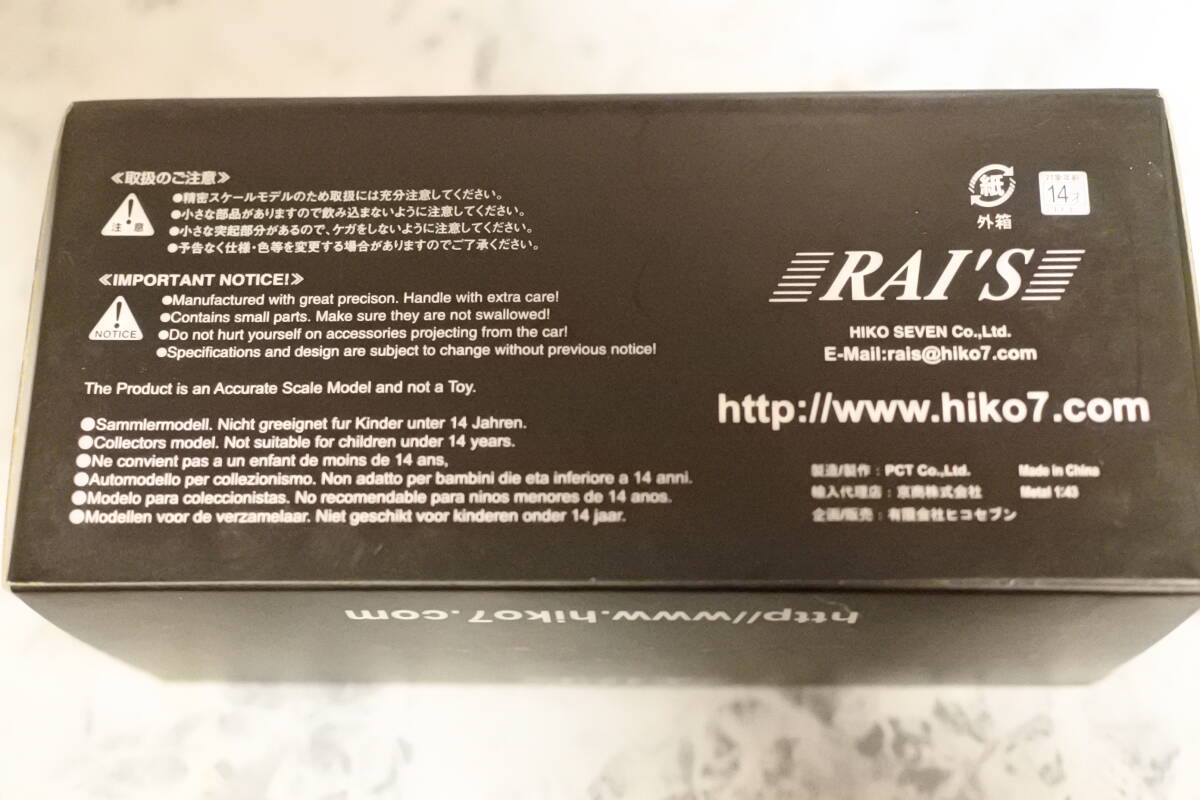 ≪取扱のご注意≫
注 意
●精密スケールモデルのため取扱には充分注意してください。
●小さな部品がありますので飲み込まないように注意してください。
●小さな突起部分があるので、ケガをしないように注意してください。
●予告なく仕様・色等を変更する場合がありますのでご了承ください。
≪IMPORTANT NOTICE!≫
NOTICE
●Manufactured with great precison. Handle with extra care!
●Contains small parts. Make sure they are not swallowed!
●Do not hurt yourself on accessories projecting from the car!
●Specifications and design are subject to change without previous notice!
The Product is an Accurate Scale Model and not a Toy.
●Sammlermodell. Nicht greeignet fur Kinder unter 14 Jahren.
●Collectors model. Not suitable for children under 14 years.
●Ne convient pas a un enfant de moins de 14 ans,
●Automodello per collezionismo. Non adatto per bambini die eta inferiore a 14 anni.
●Modelo para coleccionistas. No recomendable para ninos menores de 14 anos.
●Modellen voor de verzamelaar. Niet geschikt voor kinderen onder 14 jaar.
紙
外箱
対象年齢
14才
RAI'S
HIKO SEVEN Co.,Ltd.
E-Mail:rais@hiko7.com
http://www.hiko7.com
製造/製作：PCT Co.,Ltd.
Made in China
輸入代理店：京商株式会社
Metal 1:43
企画/販売：有限会社ヒコセブン
http//www.hiko7.com